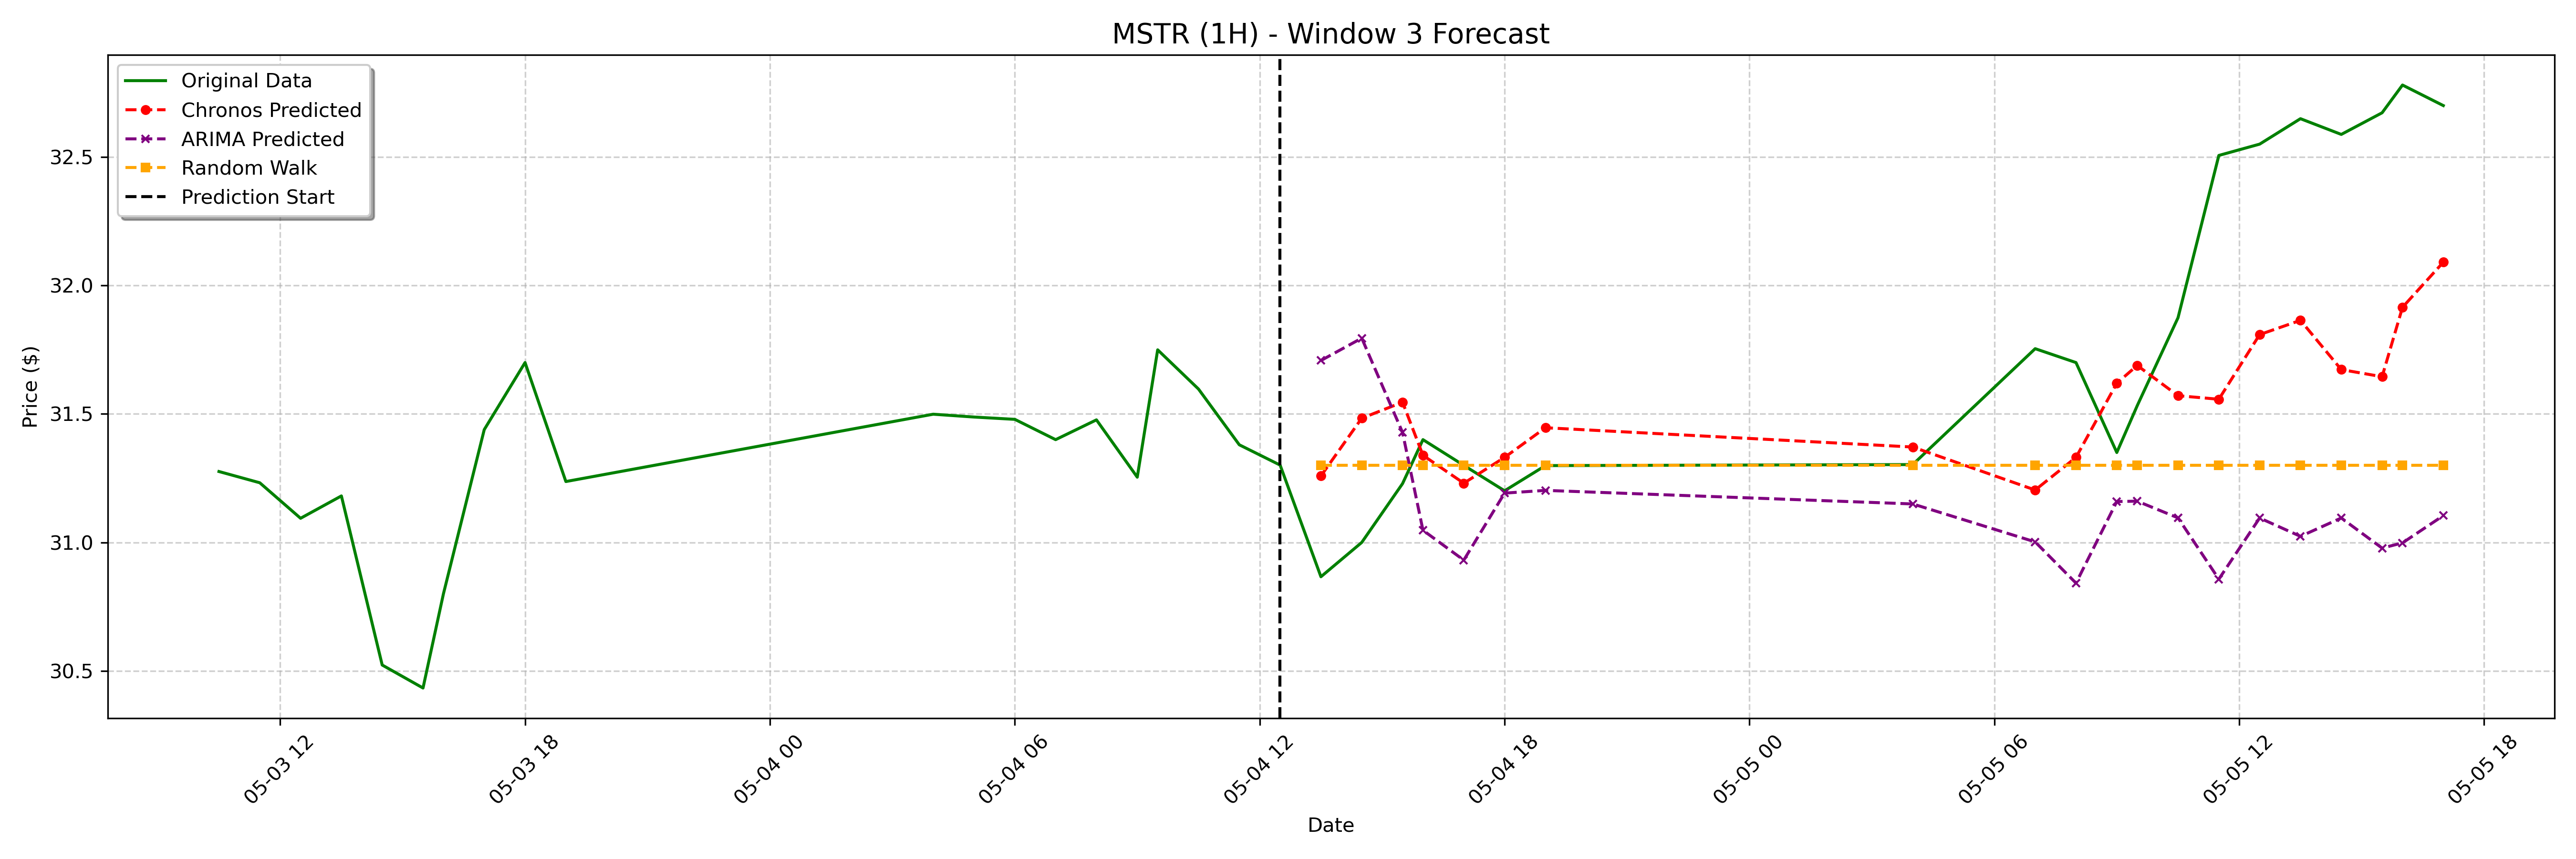 MSTR (1H) - Window 3 Forecast
Original Data
Chronos Predicted
ARIMA Predicted
Random Walk
Prediction Start
Price ($)
32.5
32.0
31.5
31.0
30.5
05-03 12
05-03 18
05-04 00
05-04 06
05-04 12
05-04 18
05-05 00
05-05 06
05-05 12
05-05 18
Date